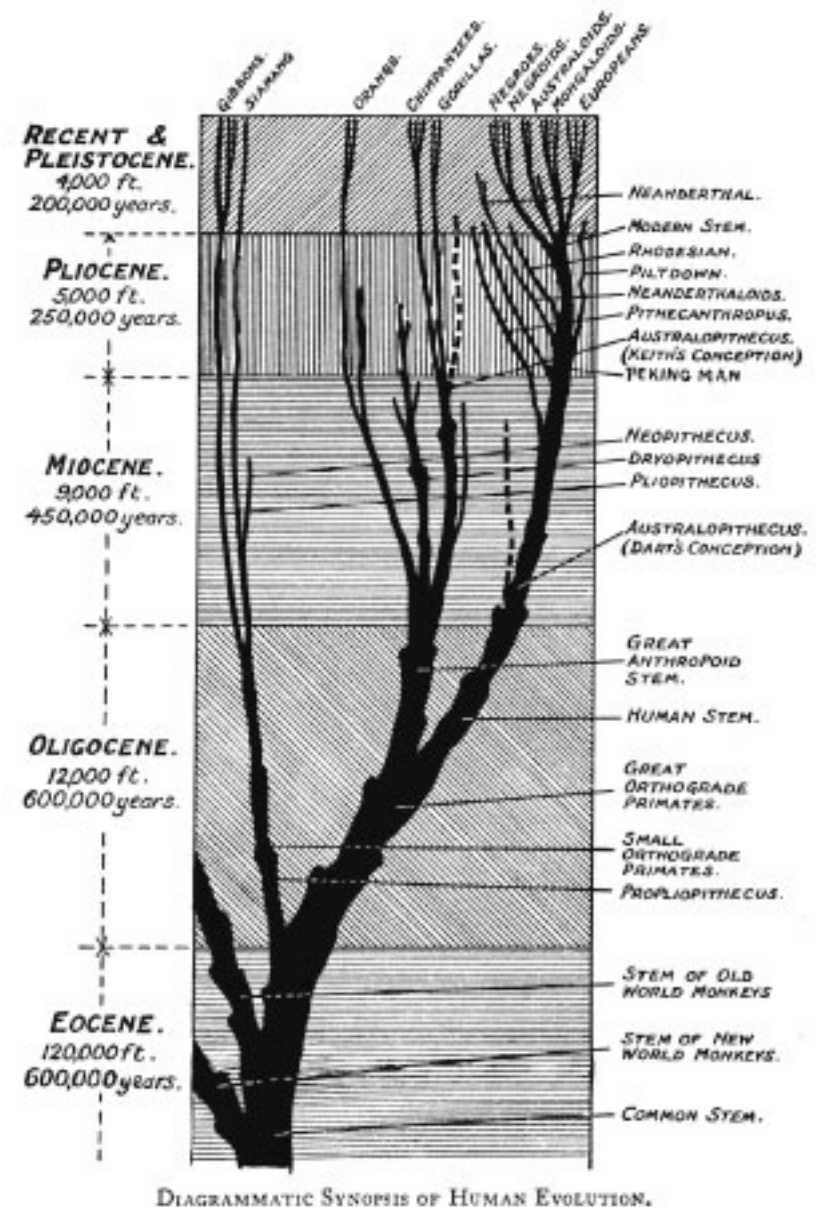 GIBBONS.
SIAMANG
ORANGS.
CHIMPANZEES.
GORILLAS.
NEGROES.
NEGROIDS.
AUSTRALOIDS.
MONGALOIDS.
EUROPEANS.
RECENT &
PLEISTOCENE.
4,000 ft.
200,000 years.
PLIOCENE.
5,000 ft.
250,000 years.
MIOCENE.
9,000 ft.
450,000 years.
OLIGOCENE.
12,000 ft.
600,000 years.
EOCENE.
120,000 ft.
600,000 years.
NEANDERTHAL.
MODERN STEM.
RHODESIAN.
PILTDOWN.
NEANDERTHALOIDS.
PITHECANTHROPUS.
AUSTRALOPITHECUS.
(KEITH'S CONCEPTION)
PEKING MAN
NEOPITHECUS.
DRYOPITHECUS
PLIOPITHECUS.
AUSTRALOPITHECUS.
(DART'S CONCEPTION)
GREAT
ANTHROPOID
STEM.
HUMAN STEM.
GREAT
ORTHOGRADE
PRIMATES.
SMALL
ORTHOGRADE
PRIMATES.
PROPLIOPITHECUS.
STEM OF OLD
WORLD MONKEYS
STEM OF NEW
WORLD MONKEYS.
COMMON STEM.
DIAGRAMMATIC SYNOPSIS OF HUMAN EVOLUTION.